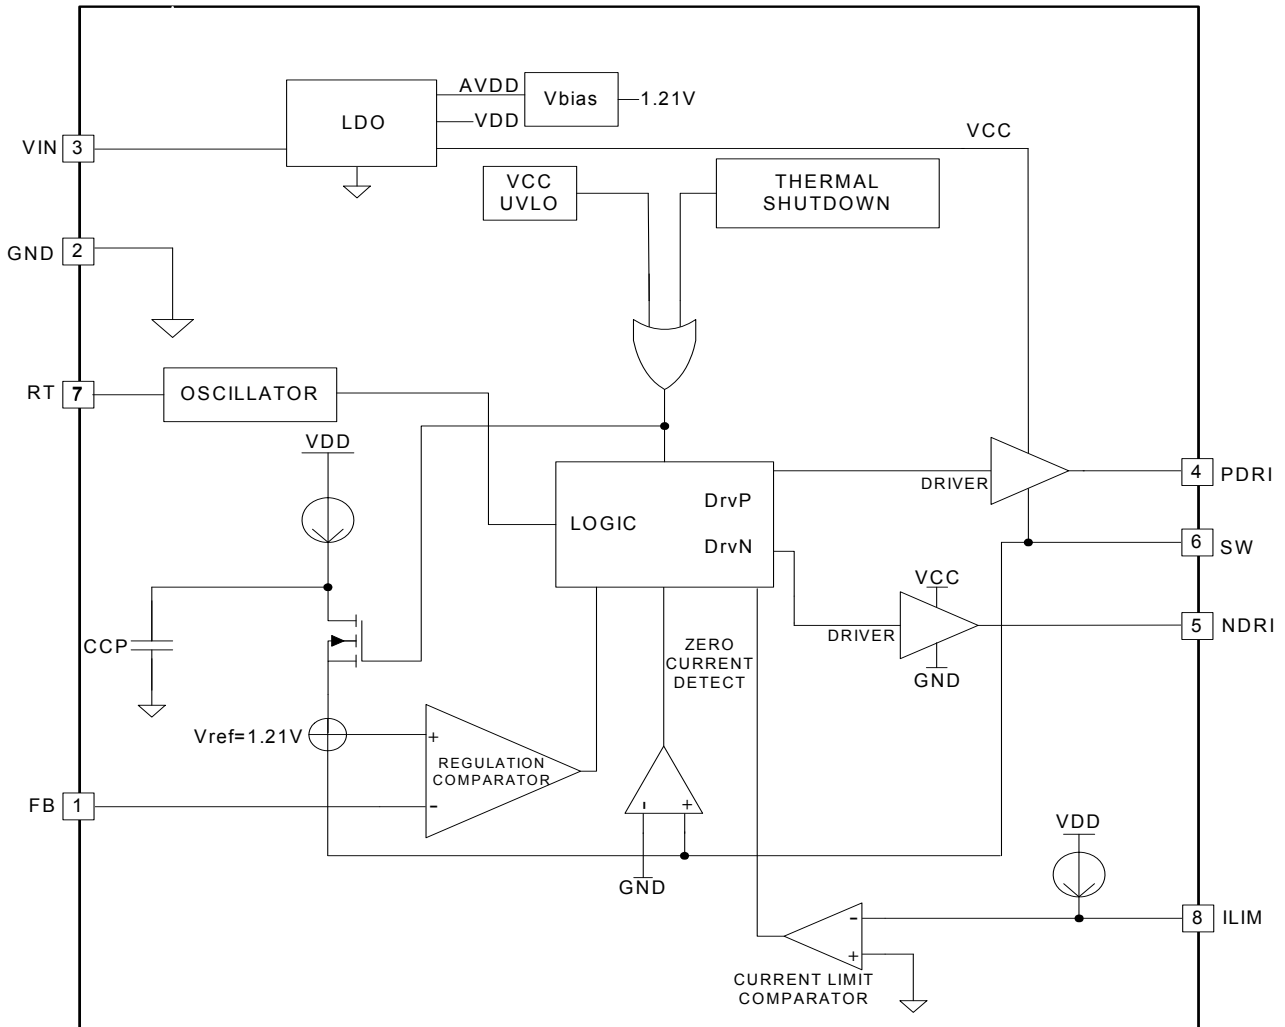 AVDD
Vbias
1.21V
LDO
VDD
VCC
VIN 3
VCC
UVLO
THERMAL
SHUTDOWN
GND 2
RT 7
OSCILLATOR
VDD
DrvP
LOGIC
DrvN
DRIVER
4 PDRI
6 SW
VCC
DRIVER
5 NDRI
GND
CCP
ZERO
CURRENT
DETECT
Vref=1.21V
+
REGULATION
COMPARATOR
-
FB 1
- +
GND
VDD
-
8 ILIM
+
CURRENT LIMIT
COMPARATOR